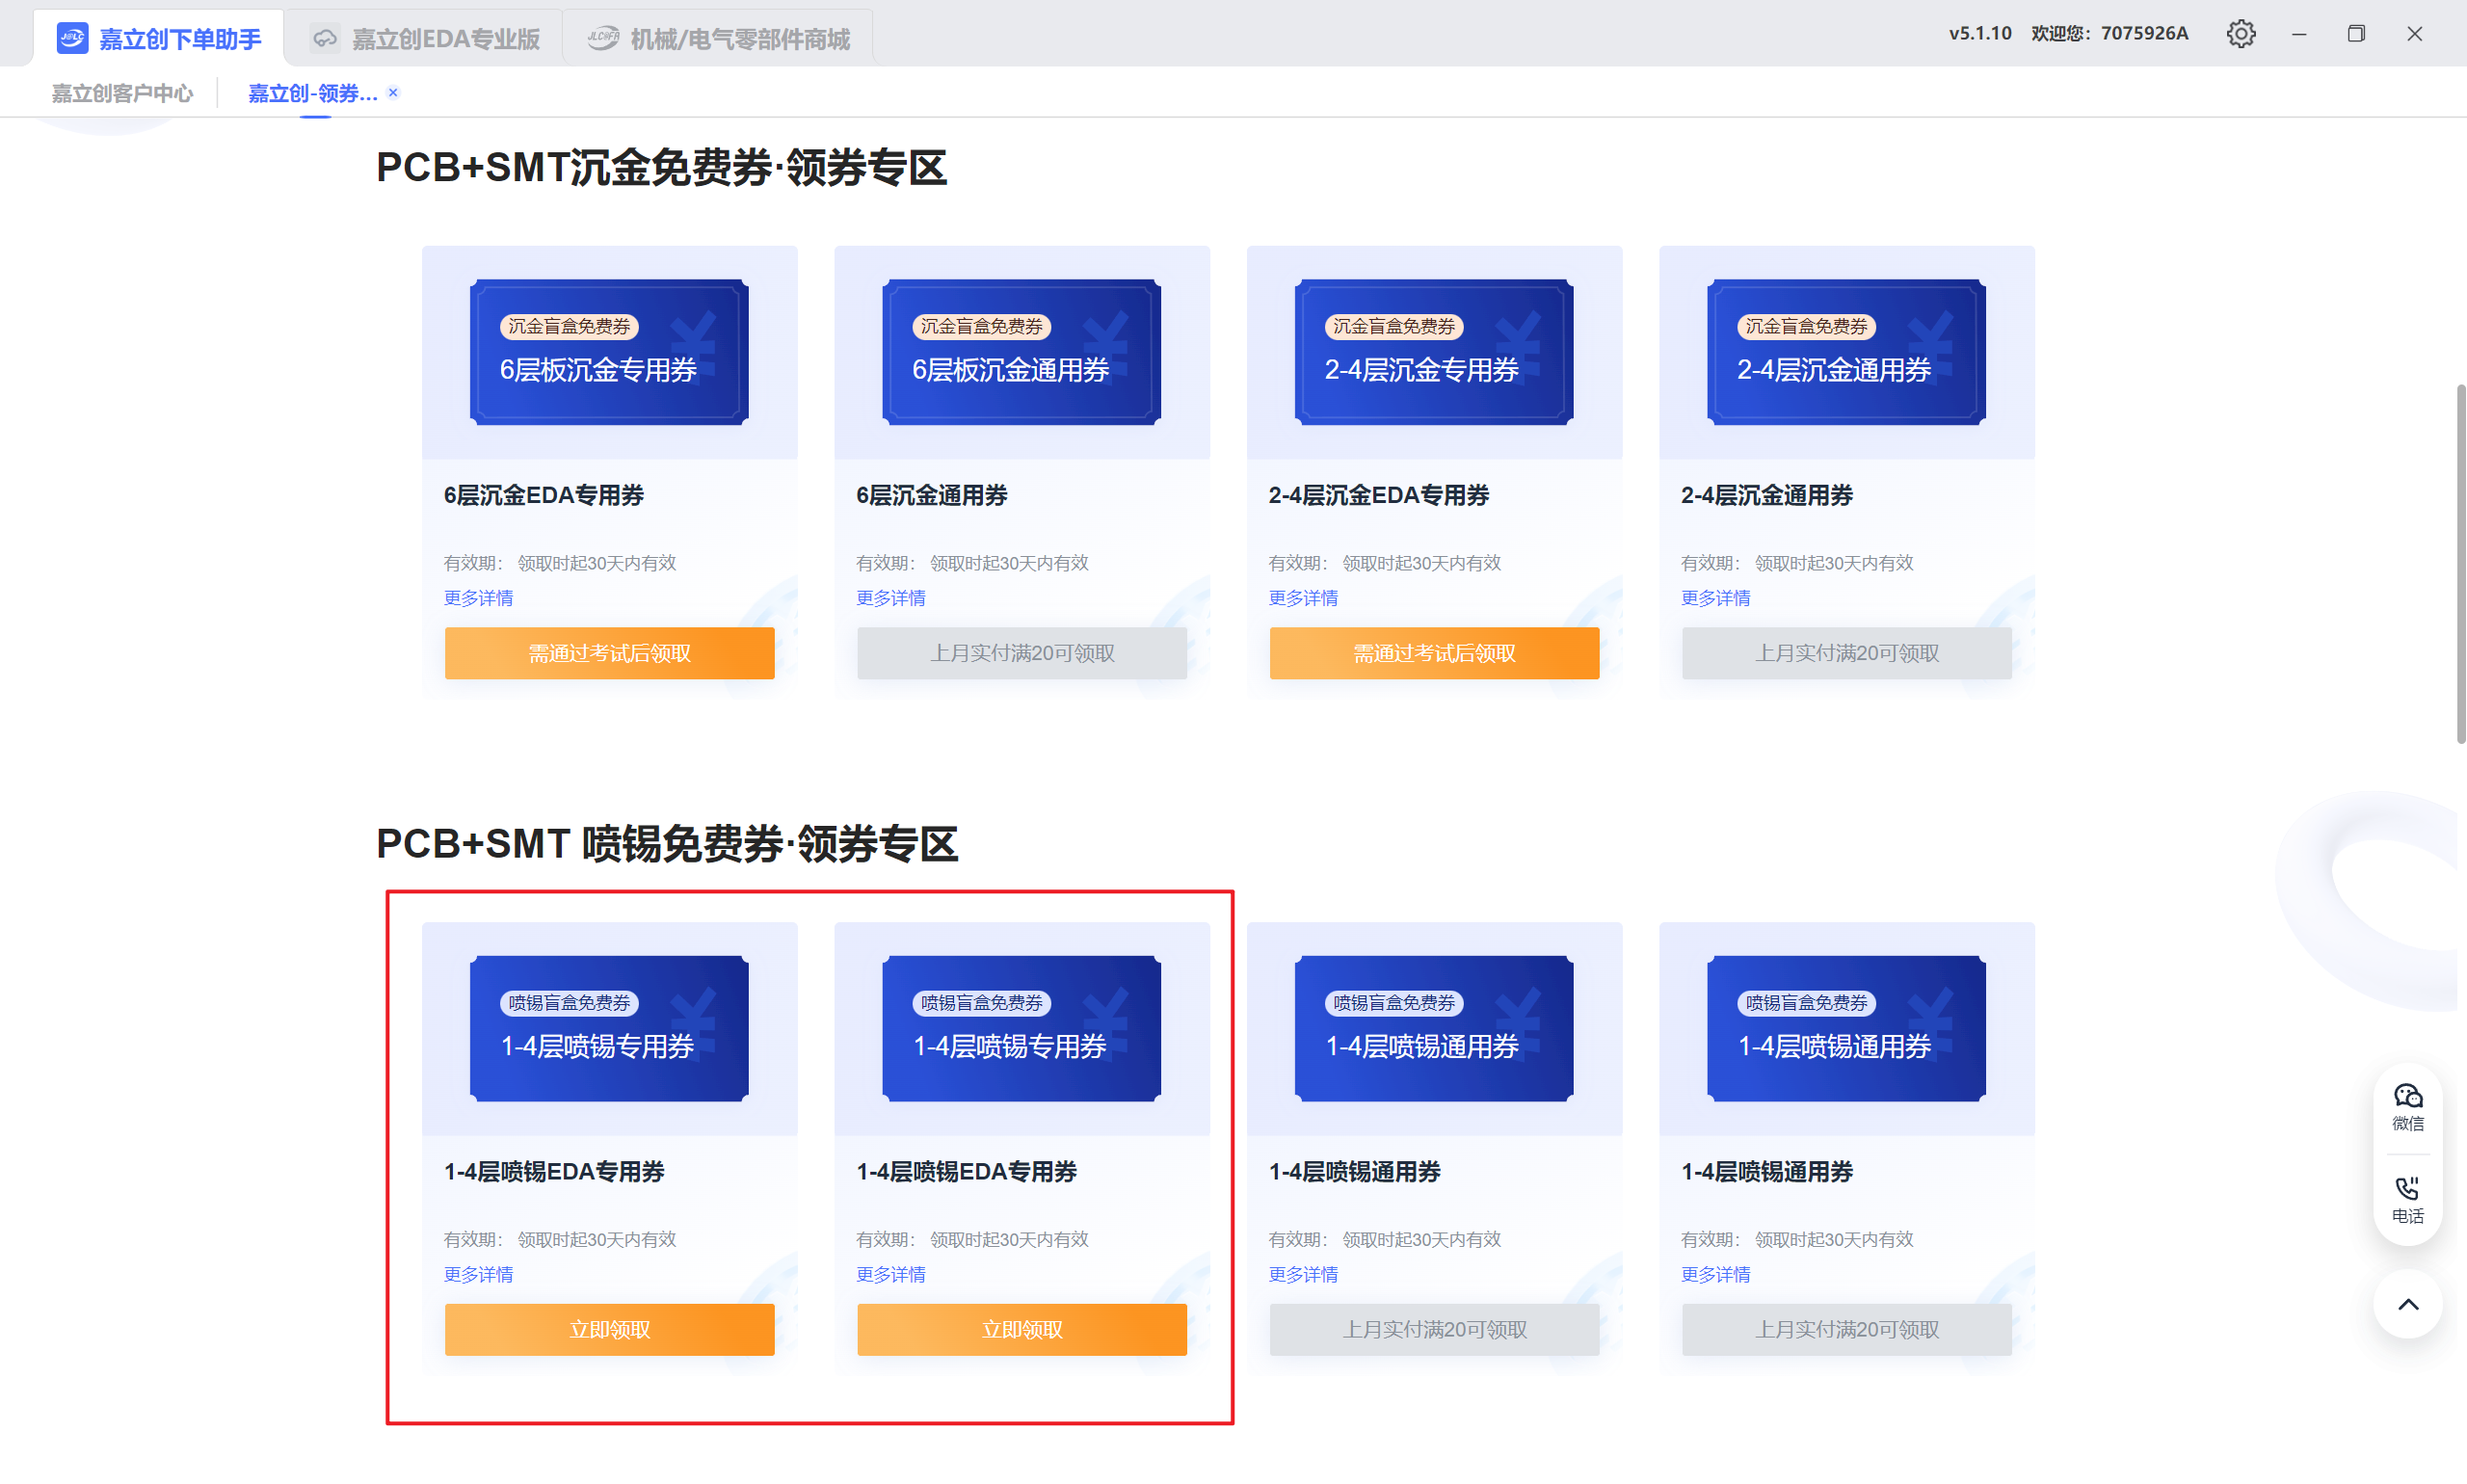 嘉立创下单助手
嘉立创EDA专业版
机械/电气零部件商城
v5.1.10 欢迎您：7075926A
嘉立创客户中心
嘉立创-领券...
PCB+SMT沉金免费券·领券专区
沉金盲盒免费券
6层板沉金专用券
6层沉金EDA专用券
有效期： 领取时起30天内有效
更多详情
需通过考试后领取
沉金盲盒免费券
6层板沉金通用券
6层沉金通用券
有效期： 领取时起30天内有效
更多详情
上月实付满20可领取
沉金盲盒免费券
2-4层沉金专用券
2-4层沉金EDA专用券
有效期： 领取时起30天内有效
更多详情
需通过考试后领取
沉金盲盒免费券
2-4层沉金通用券
2-4层沉金通用券
有效期： 领取时起30天内有效
更多详情
上月实付满20可领取
PCB+SMT 喷锡免费券·领券专区
喷锡盲盒免费券
1-4层喷锡专用券
1-4层喷锡EDA专用券
有效期： 领取时起30天内有效
更多详情
立即领取
喷锡盲盒免费券
1-4层喷锡专用券
1-4层喷锡EDA专用券
有效期： 领取时起30天内有效
更多详情
立即领取
喷锡盲盒免费券
1-4层喷锡通用券
1-4层喷锡通用券
有效期： 领取时起30天内有效
更多详情
上月实付满20可领取
喷锡盲盒免费券
1-4层喷锡通用券
1-4层喷锡通用券
有效期： 领取时起30天内有效
更多详情
上月实付满20可领取
微信
电话